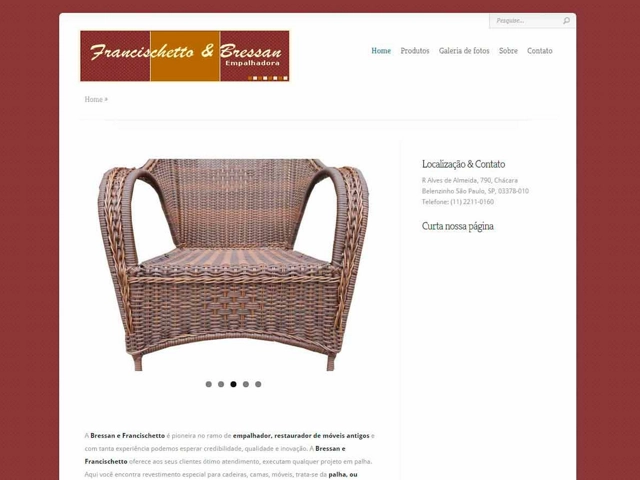 Pesquise...
Francischetto & Bressan
Empalhadora
Home Produtos Galeria de fotos Sobre Contato
Home »
Localização & Contato
R Alves de Almeida, 790, Chácara
Belenzinho São Paulo, SP, 03378-010
Telefone: (11) 2211-0160
Curta nossa página
A Bressan e Francischetto é pioneira no ramo de empalhador, restaurador de móveis antigos e
com tanta experiência podemos esperar credibilidade, qualidade e inovação. A Bressan e
Francischetto oferece aos seus clientes ótimo atendimento, executam qualquer projeto em palha.
Aqui você encontra revestimento especial para cadeiras, camas, móveis, trata-se da palha, ou